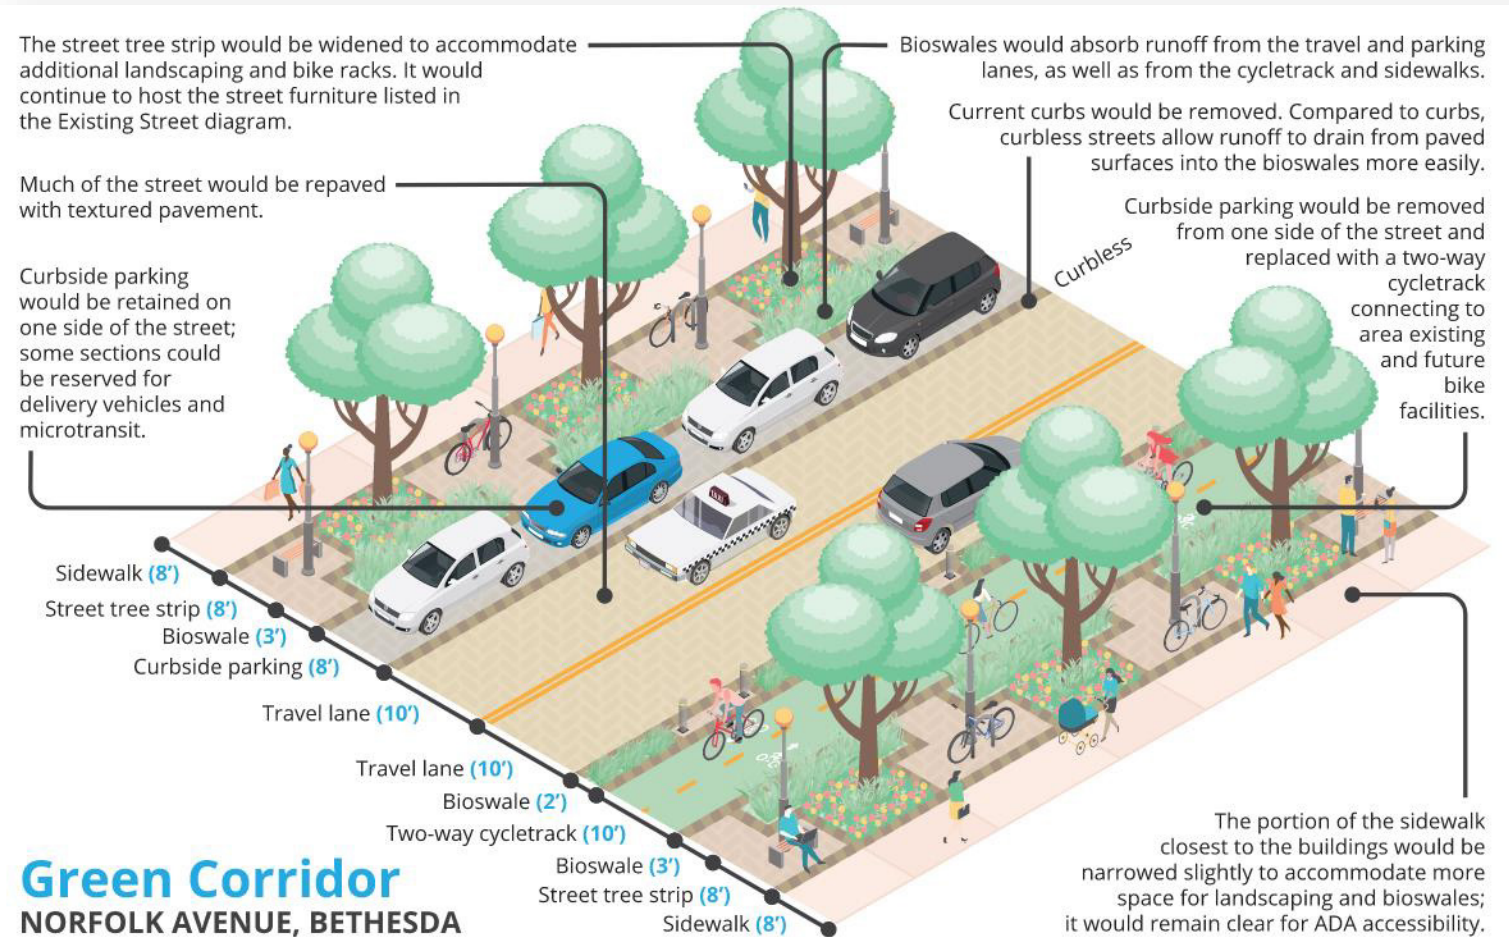 The street tree strip would be widened to accommodate
additional landscaping and bike racks. It would
continue to host the street furniture listed in
the Existing Street diagram.
Bioswales would absorb runoff from the travel and parking
lanes, as well as from the cycletrack and sidewalks.
Current curbs would be removed. Compared to curbs,
curbless streets allow runoff to drain from paved
surfaces into the bioswales more easily.
Much of the street would be repaved
with textured pavement.
Curbside parking would be removed
from one side of the street and
replaced with a two-way
cycletrack
connecting to
area existing
and future
bike
facilities.
Curbless
Curbside parking
would be retained on
one side of the street;
some sections could
be reserved for
delivery vehicles and
microtransit.
TAXI
Sidewalk (8’)
Street tree strip (8’)
Bioswale (3’)
Curbside parking (8’)
Travel lane (10’)
Travel lane (10’)
Bioswale (2’)
Two-way cycletrack (10’)
Bioswale (3’)
Street tree strip (8’)
Sidewalk (8’)
The portion of the sidewalk
closest to the buildings would be
narrowed slightly to accommodate more
space for landscaping and bioswales;
it would remain clear for ADA accessibility.
Green Corridor
NORFOLK AVENUE, BETHESDA